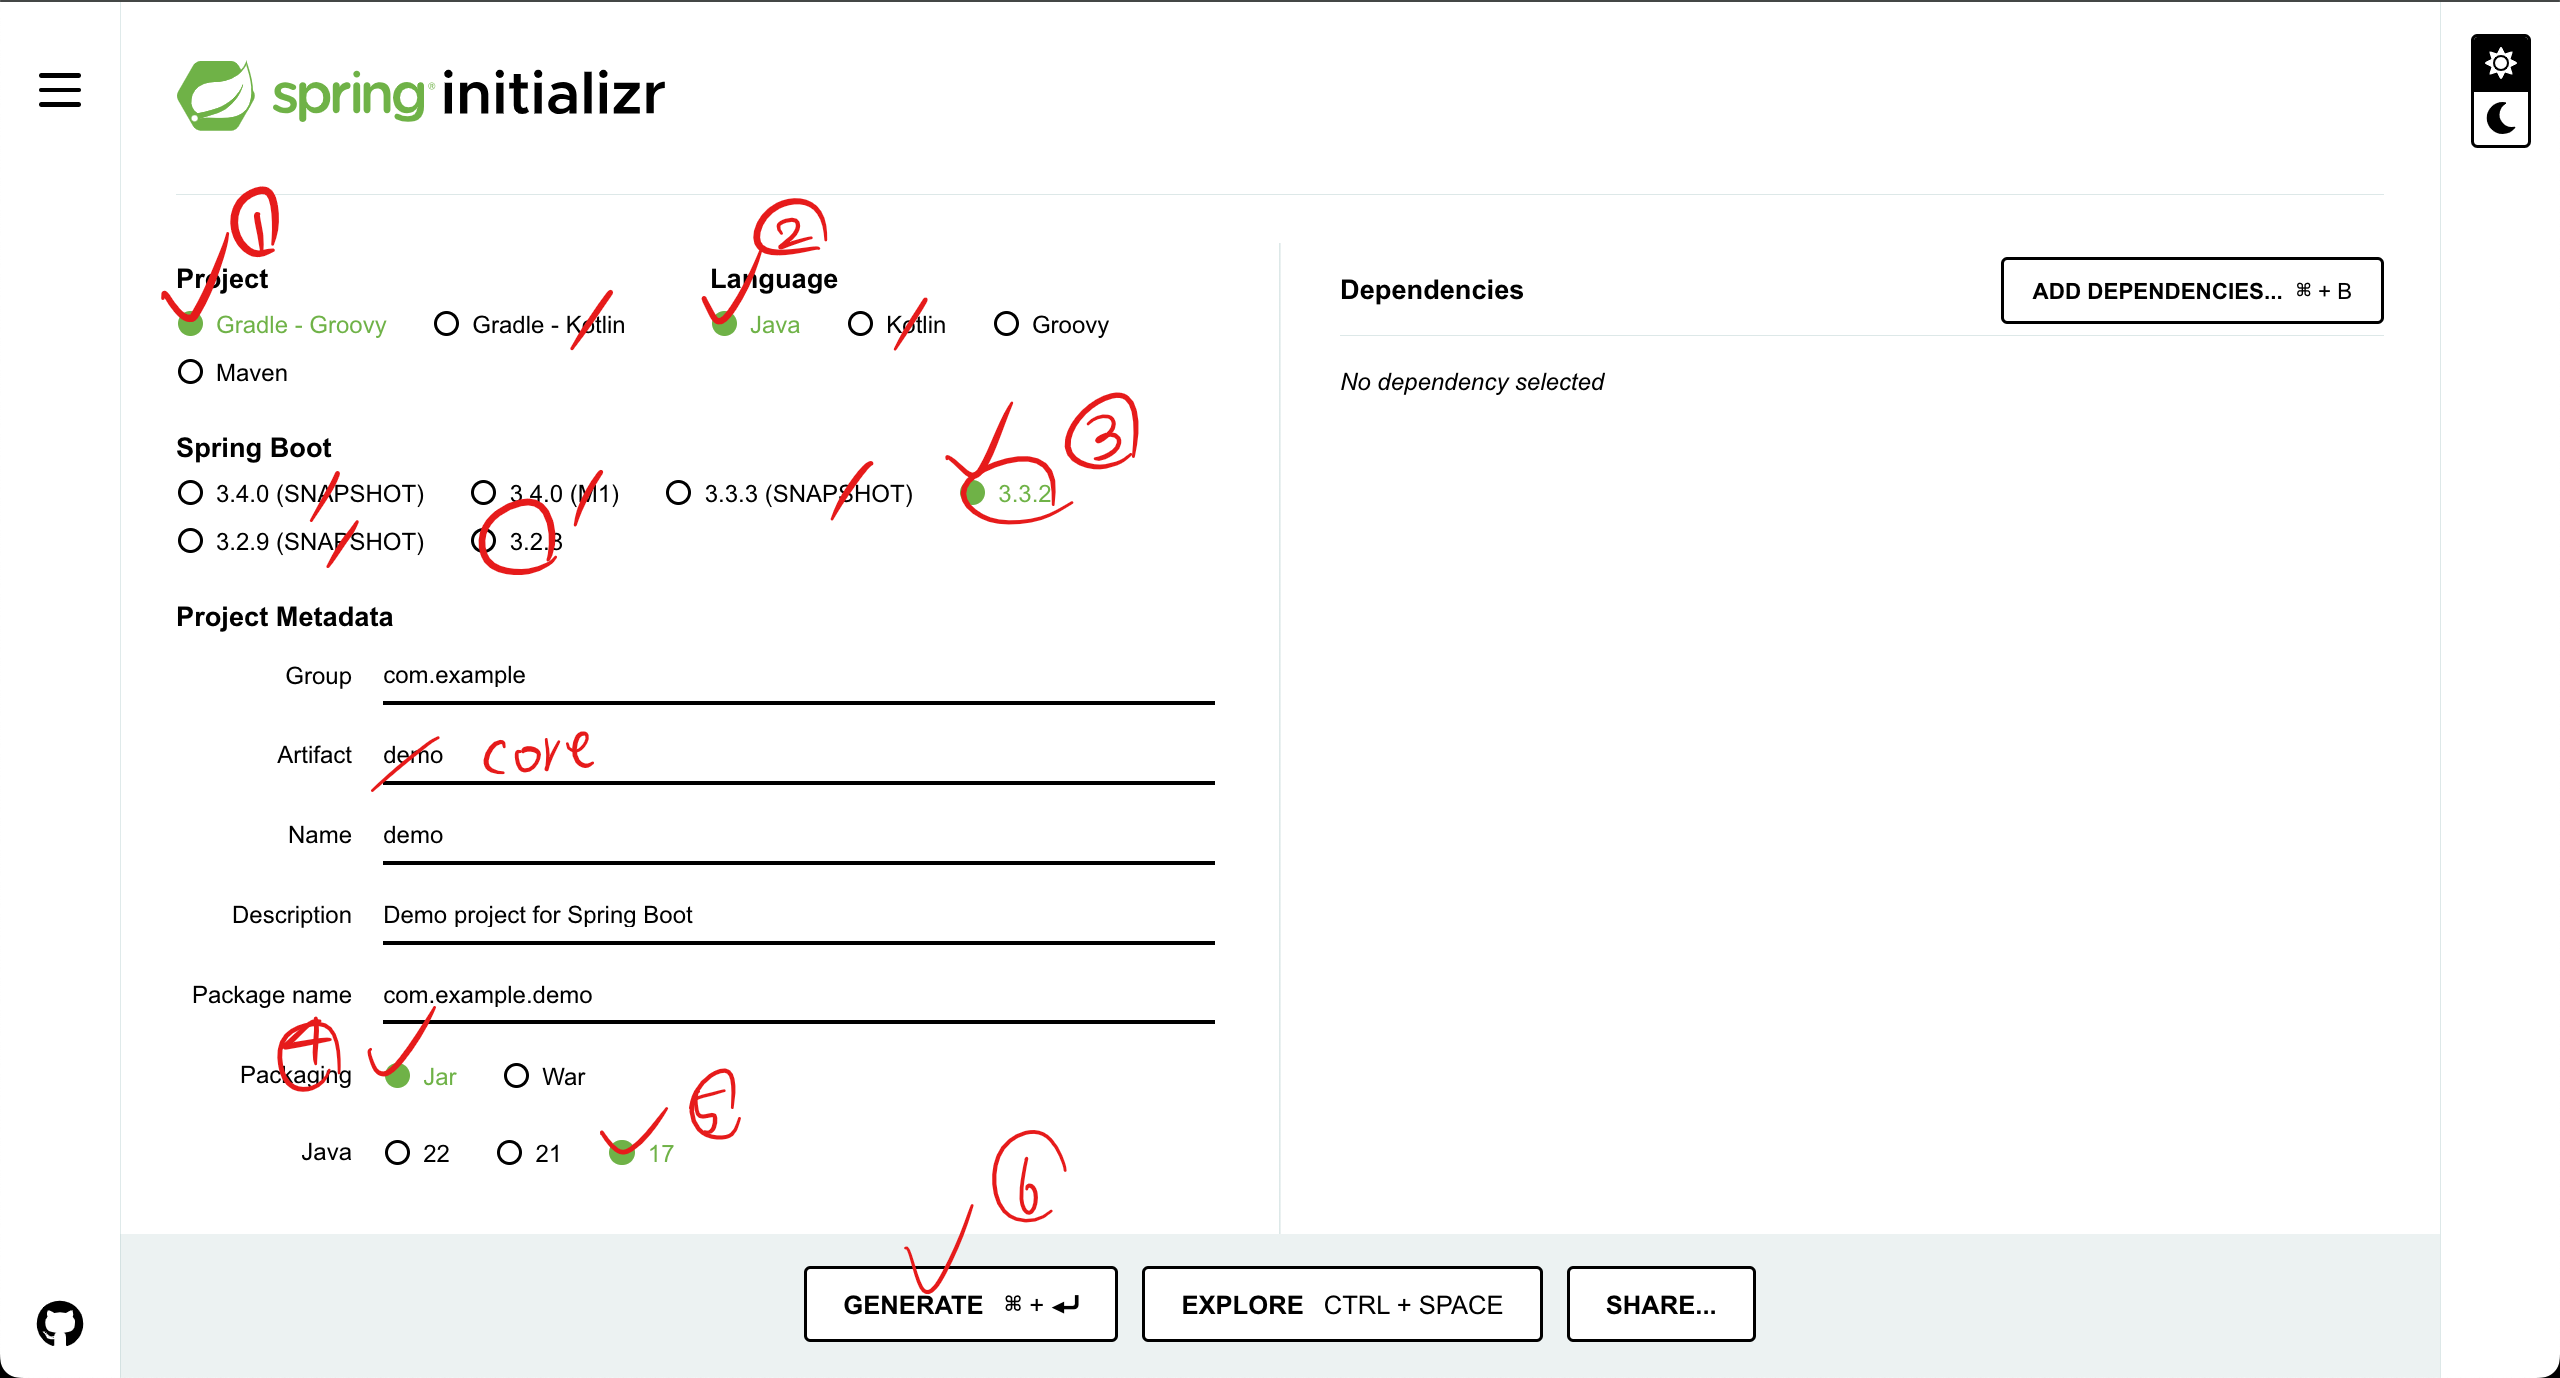 spring initializr
① ②
Project Language
Gradle - Groovy Gradle - Kotlin Java Kotlin Groovy
Maven
③
Spring Boot
3.4.0 (SNAPSHOT) 3.4.0 (M1) 3.3.3 (SNAPSHOT) 3.3.2
3.2.9 (SNAPSHOT) 3.2.8
Project Metadata
Group com.example
Artifact demo core
Name demo
Description Demo project for Spring Boot
Package name com.example.demo
④
Packaging Jar War
⑤
Java 22 21 17
⑥
Dependencies ADD DEPENDENCIES... ⌘ + B
No dependency selected
GENERATE ⌘ + ⏎ EXPLORE CTRL + SPACE SHARE...